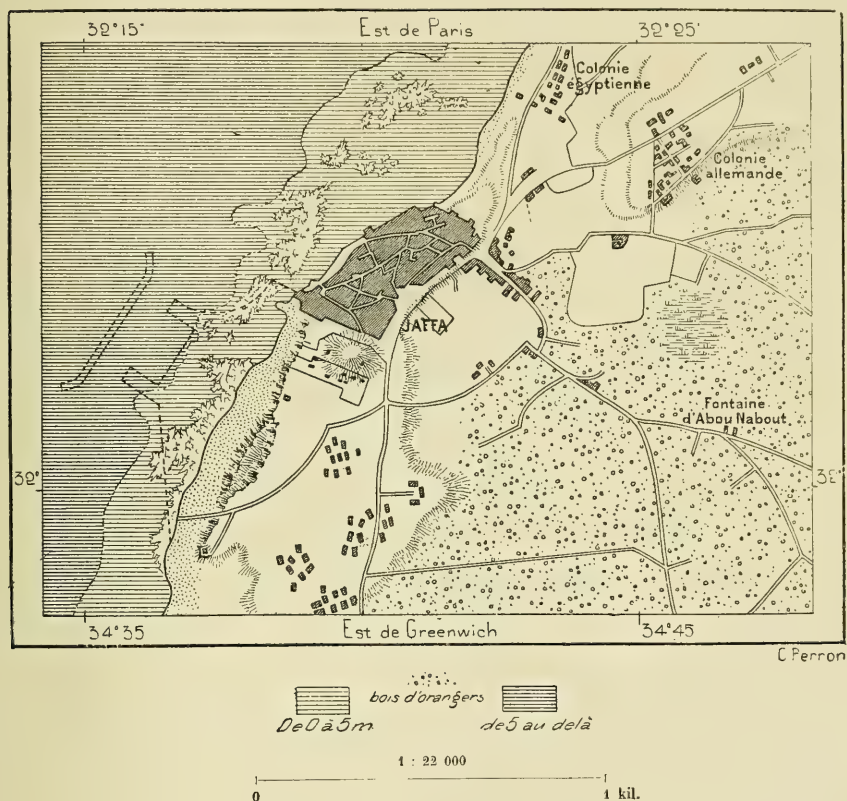 32°15' Est de Paris 32°25'
Colonie
égyptienne
Colonie
allemande
JAFFA
Fontaine
d'Abou Nabout
32° 32°
34°35 Est de Greenwich 34°45
C Perron
bois d'orangers
De 0 à 5m de 5 au delà
1 : 22 000
0 1 kil.